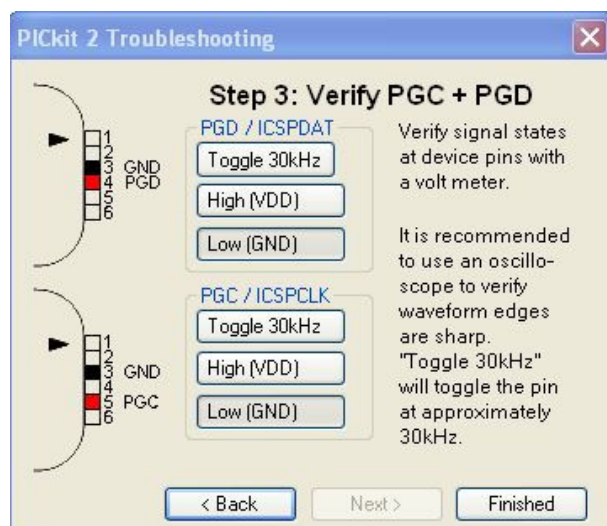 PICkit 2 Troubleshooting
Step 3: Verify PGC + PGD
1
2
3 GND
4 PGD
5
6
PGD / ICSPDAT
Toggle 30kHz
High (VDD)
Low (GND)
1
2
3 GND
4
5 PGC
6
PGC / ICSPCLK
Toggle 30kHz
High (VDD)
Low (GND)
Verify signal states
at device pins with
a volt meter.
It is recommended
to use an oscillo-
scope to verify
waveform edges
are sharp.
"Toggle 30kHz"
will toggle the pin
at approximately
30kHz.
< Back
Next >
Finished